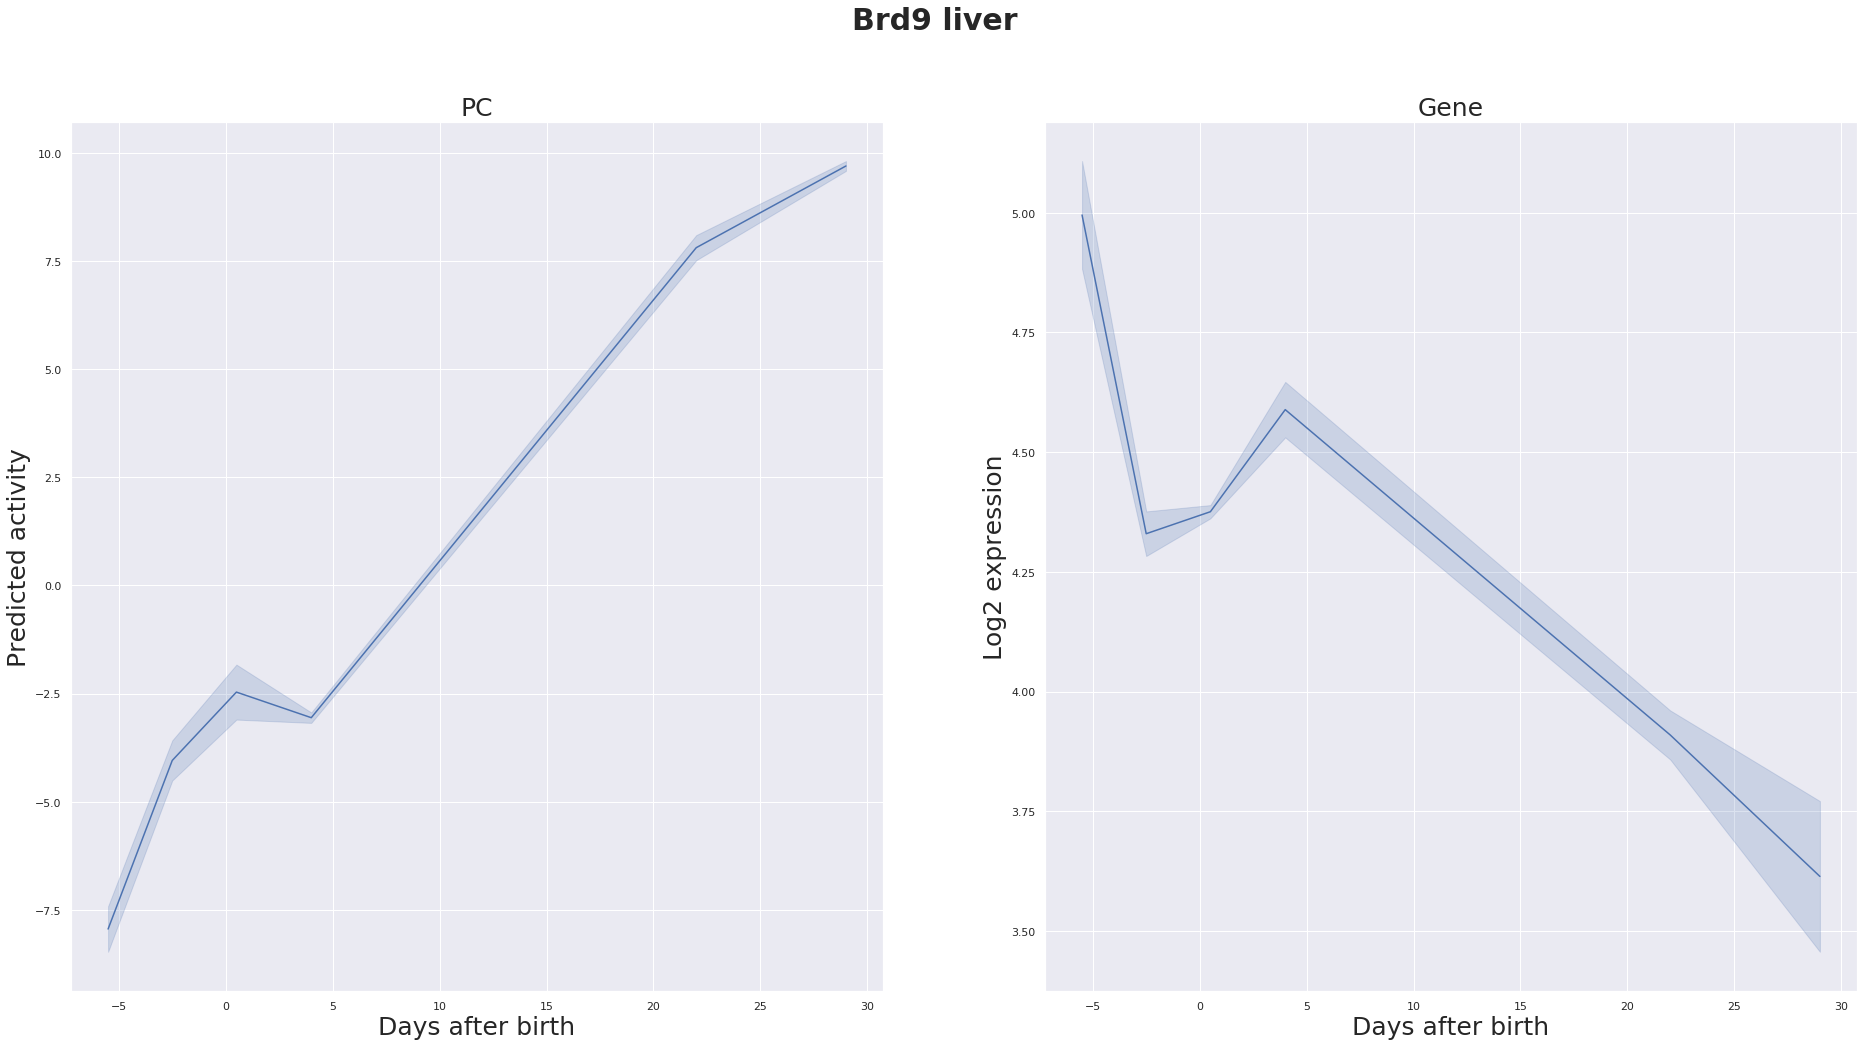 Brd9 liver
PC
Predicted activity
10.0
7.5
5.0
2.5
0.0
−2.5
−5.0
−7.5
−5 0 5 10 15 20 25 30
Days after birth
Gene
Log2 expression
5.00
4.75
4.50
4.25
4.00
3.75
3.50
−5 0 5 10 15 20 25 30
Days after birth